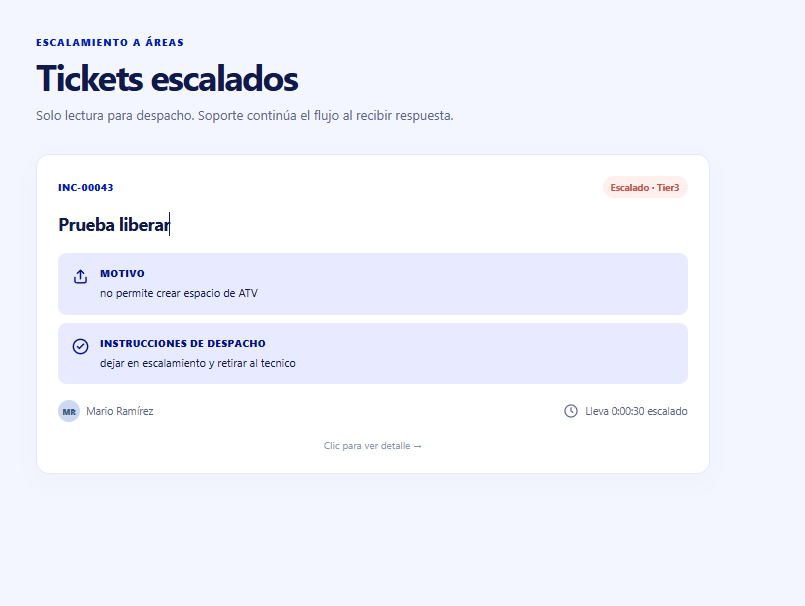 ESCALAMIENTO A ÁREAS
Tickets escalados
Solo lectura para despacho. Soporte continúa el flujo al recibir respuesta.
INC-00043
Escalado · Tier3
Prueba liberar
MOTIVO
no permite crear espacio de ATV
INSTRUCCIONES DE DESPACHO
dejar en escalamiento y retirar al tecnico
MR Mario Ramírez
Lleva 0:00:30 escalado
Clic para ver detalle →